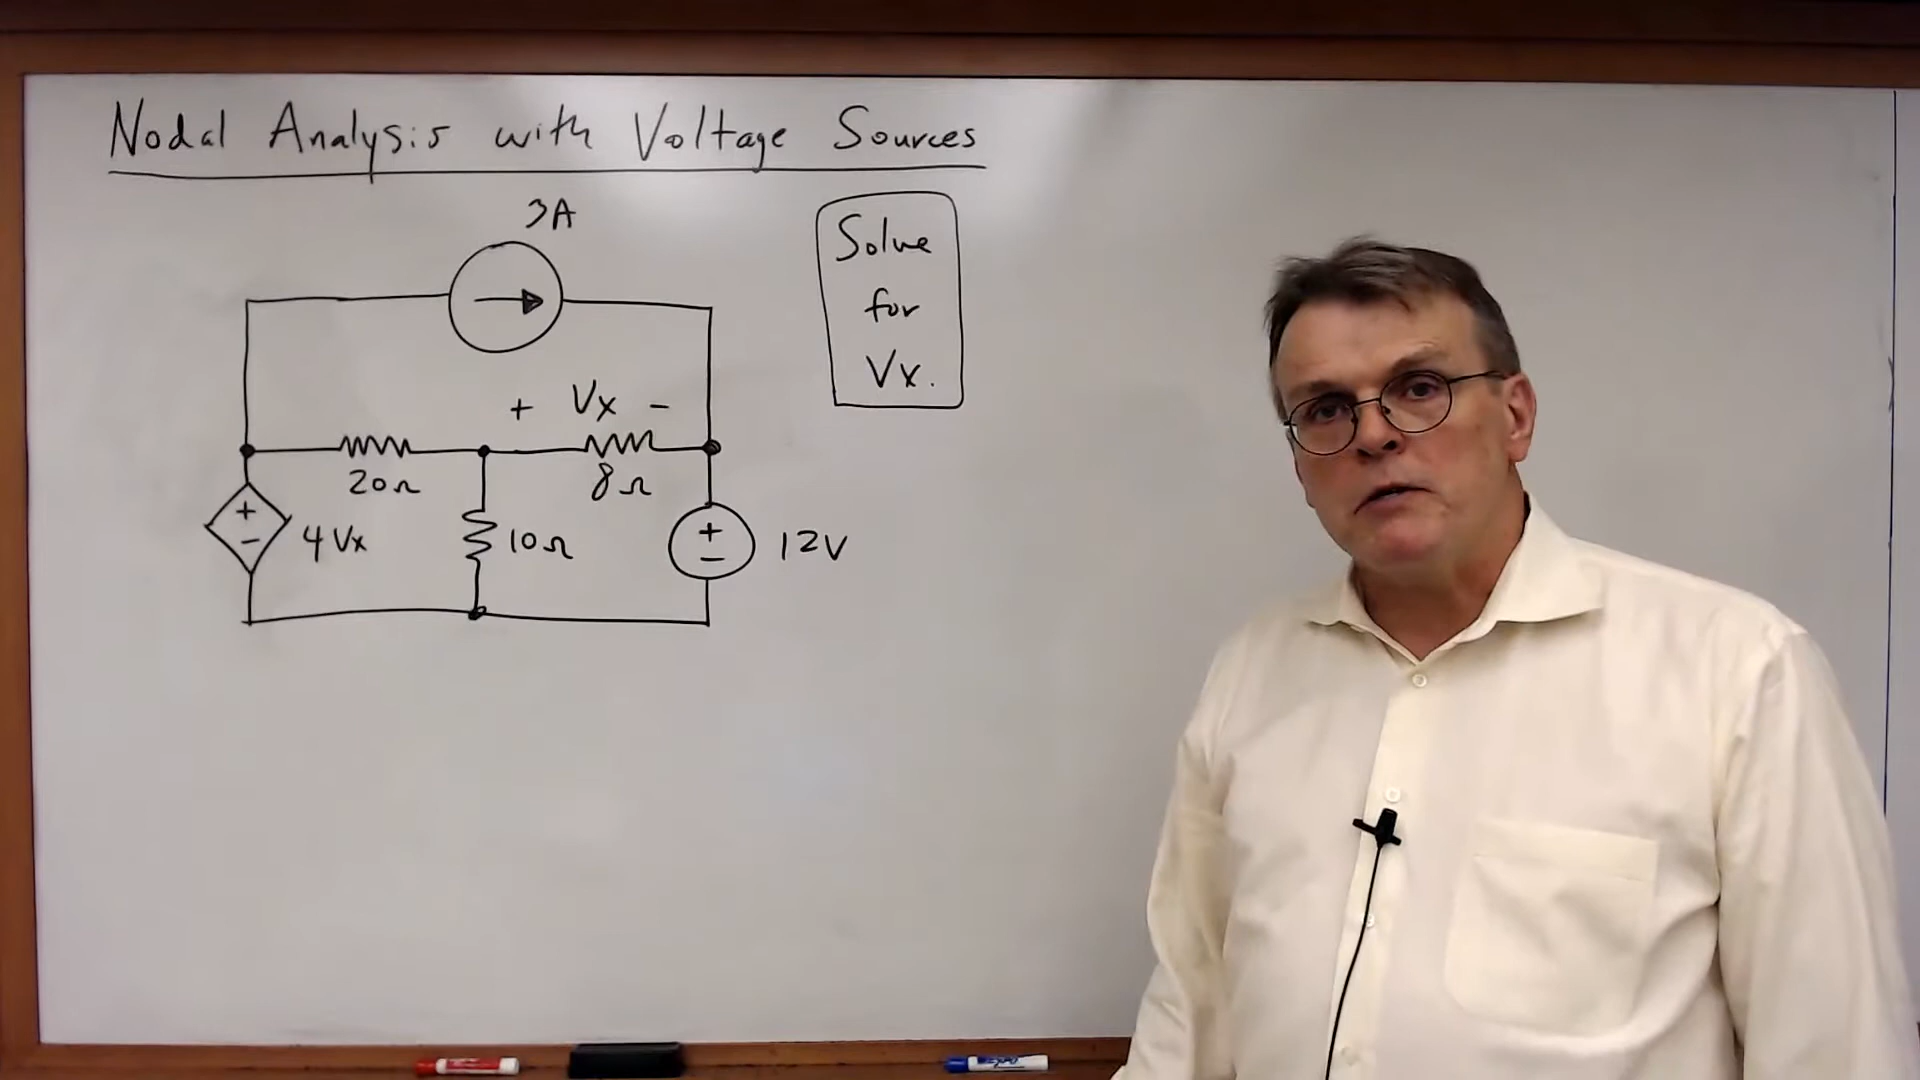 Nodal Analysis with Voltage Sources
3A
Solve
for
Vx.
+ Vx -
20Ω
8Ω
+
-
4Vx
10Ω
+
-
12V